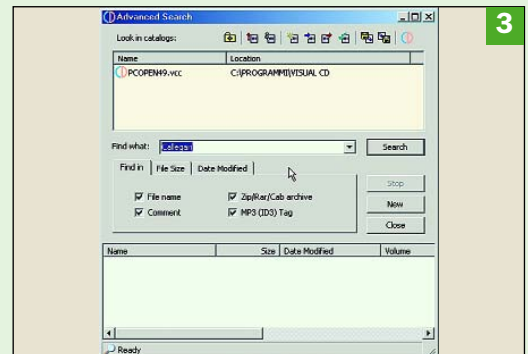 3
Advanced Search
Look in catalogs:
Name Location
PCOPEN49.vcc C:\PROGRAMMI\VISUAL CD
Find what: Callegari Search
Find in File Size Date Modified
File name Zip/Rar/Cab archive Stop
Comment MP3 (ID3) Tag New
Close
Name Size Date Modified Volume
Ready